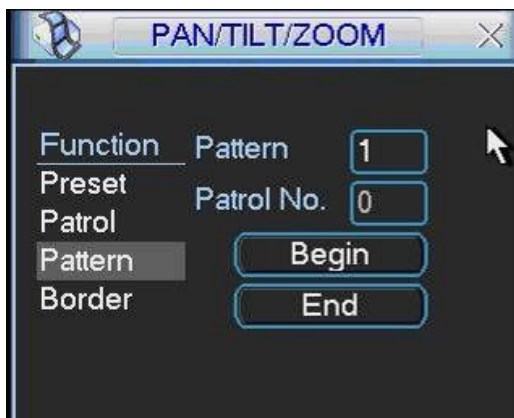 PAN/TILT/ZOOM
Function
Preset
Patrol
Pattern
Border
Pattern 1
Patrol No. 0
Begin
End